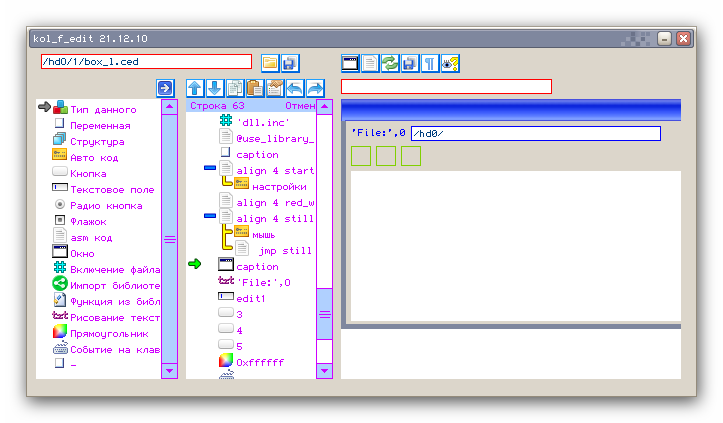 kol_f_edit 21.12.10
/hd0/1/box_l.ced
Тип данного
Переменная
Структура
Авто код
Кнопка
Текстовое поле
Радио кнопка
Флажок
asm код
Окно
Включение файла
Импорт библиоте
Функция из библ
Рисование текст
Прямоугольник
Событие на клав
–
Строка 63 Отмен
'dll.inc'
@use_library_
caption
align 4 start
настройки
align 4 red_w
align 4 still
мышь
jmp still
caption
'File:',0
edit1
3
4
5
0xffffff
'File:',0 /hd0/